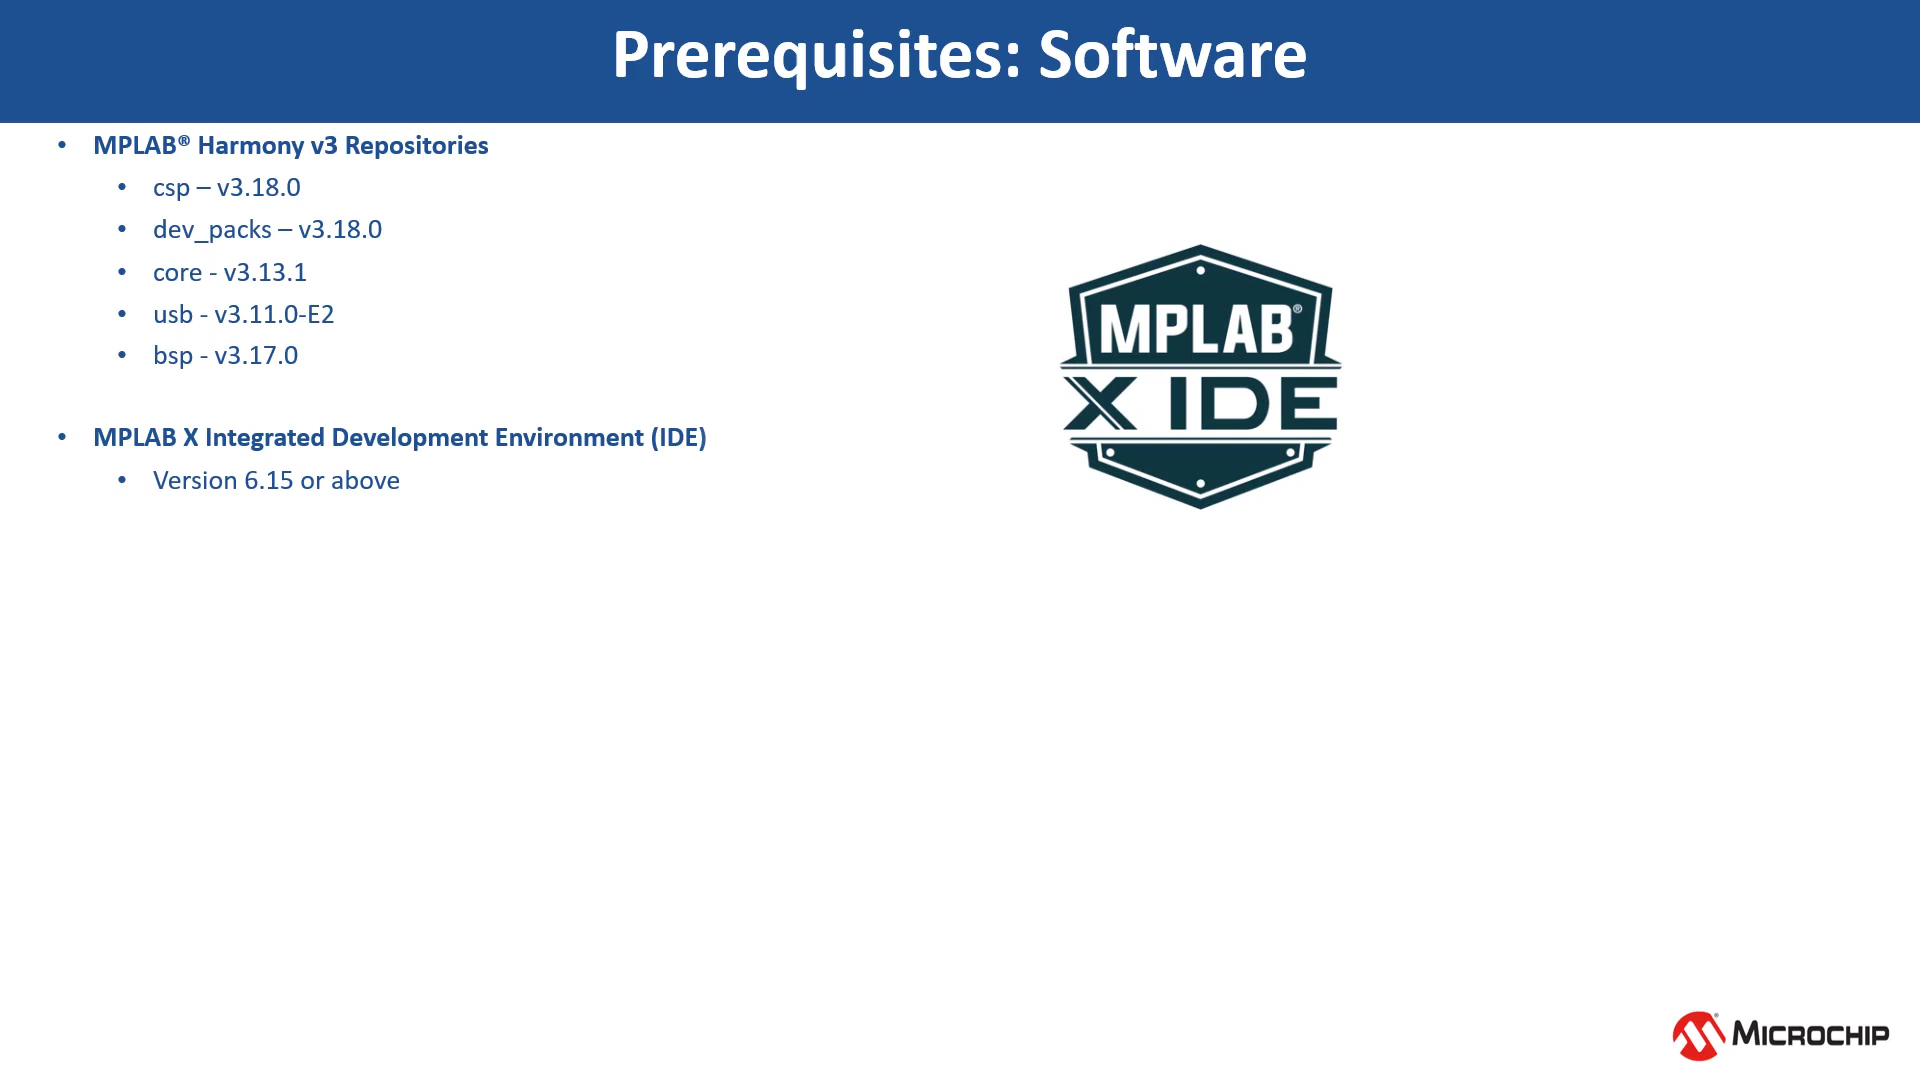 Prerequisites: Software
• MPLAB® Harmony v3 Repositories
• csp – v3.18.0
• dev_packs – v3.18.0
• core - v3.13.1
• usb - v3.11.0-E2
• bsp - v3.17.0
• MPLAB X Integrated Development Environment (IDE)
• Version 6.15 or above
MPLAB®
X IDE
MICROCHIP